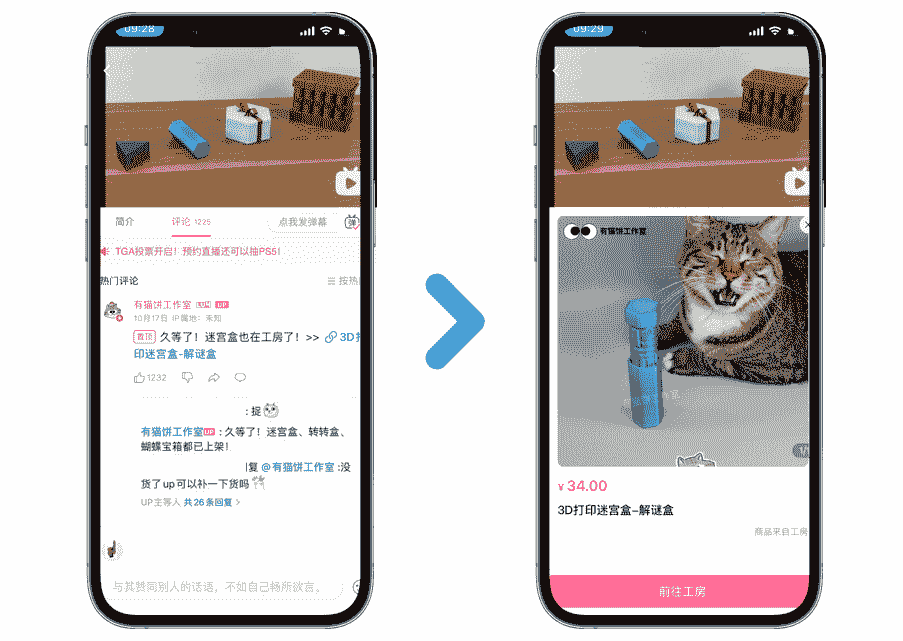 09:28
简介
评论 1225
点我发弹幕
弹
TGA投票开启！预约直播还可以抽PS5！
热门评论
按热
有猫饼工作室
UP
10月17日 IP属地：未知
置顶 久等了！迷宫盒也在工房了！>> 3D打
印迷宫盒-解谜盒
1232
: 捉
有猫饼工作室 UP : 久等了！迷宫盒、转转盒、
蝴蝶宝箱都已上架！
复 @有猫饼工作室 :没
货了up可以补一下货吗
UP主等人 共26条回复 >
与其赞同别人的话语，不如自己畅所欲言。
09:29
有猫饼工作室
1/
¥ 34.00
3D打印迷宫盒-解谜盒
商品来自工房
前往工房